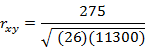 r_xy = 275 / √(26)(11300)